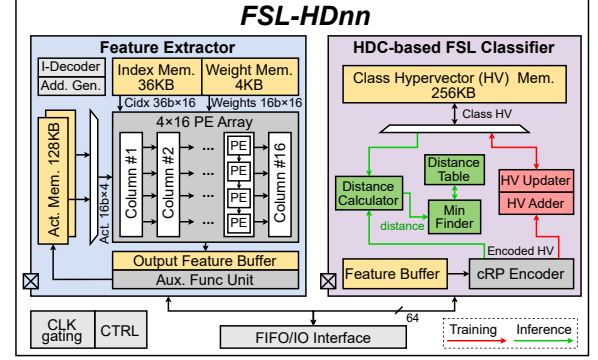 FSL-HDnn
Feature Extractor
I-Decoder
Add. Gen.
Index Mem.
36KB
Weight Mem.
4KB
Cidx 36b×16
Weights 16b×16
4×16 PE Array
Act. Mem. 128KB
Act. 16b×4
Column #1
Column #2
...
PE
Column #16
...
PE
...
PE
...
PE
Output Feature Buffer
Aux. Func Unit
HDC-based FSL Classifier
Class Hypervector (HV) Mem.
256KB
Class HV
Distance
Table
Distance
Calculator
Min
Finder
distance
HV Updater
HV Adder
Encoded HV
Feature Buffer
cRP Encoder
64
CLK
gating
CTRL
FIFO/IO Interface
Training
Inference